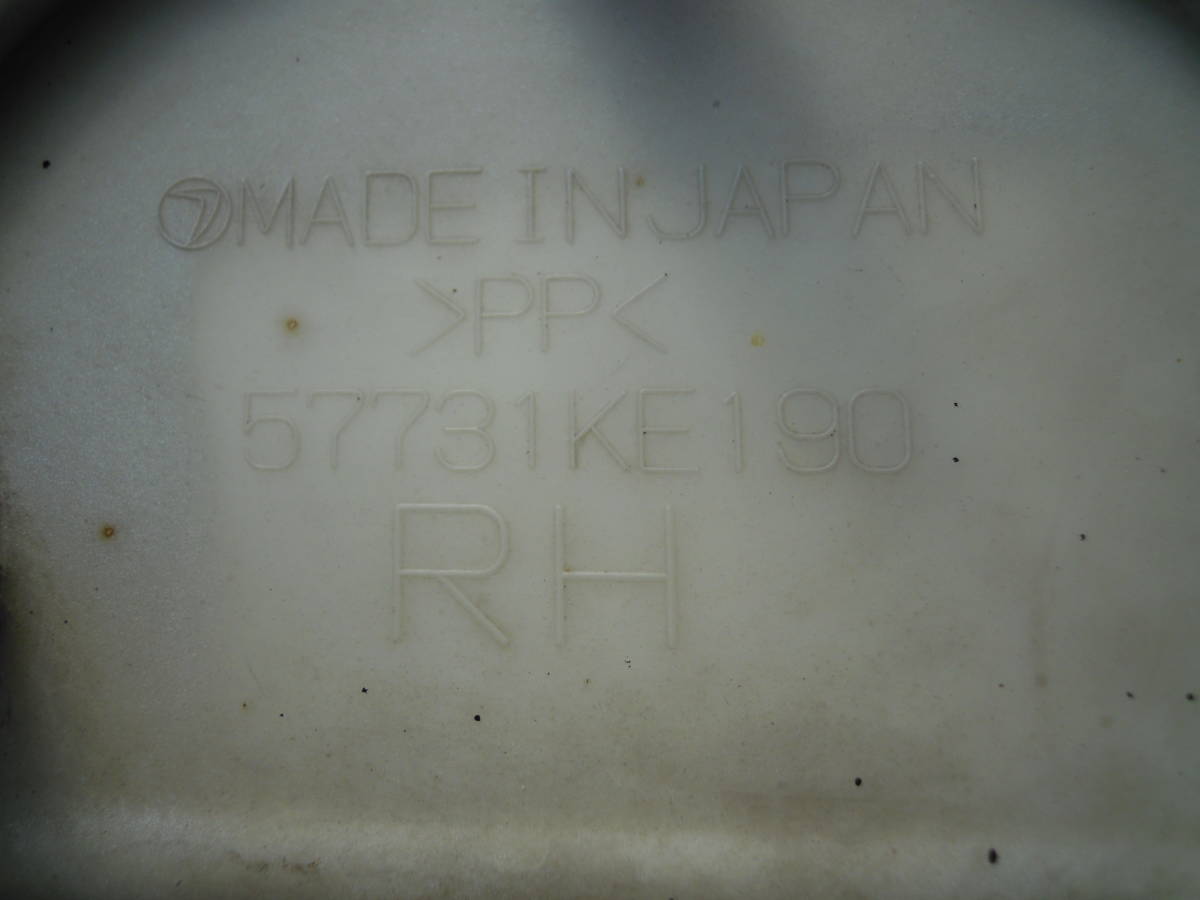 MADE IN JAPAN
>PP<
57731KE190
RH